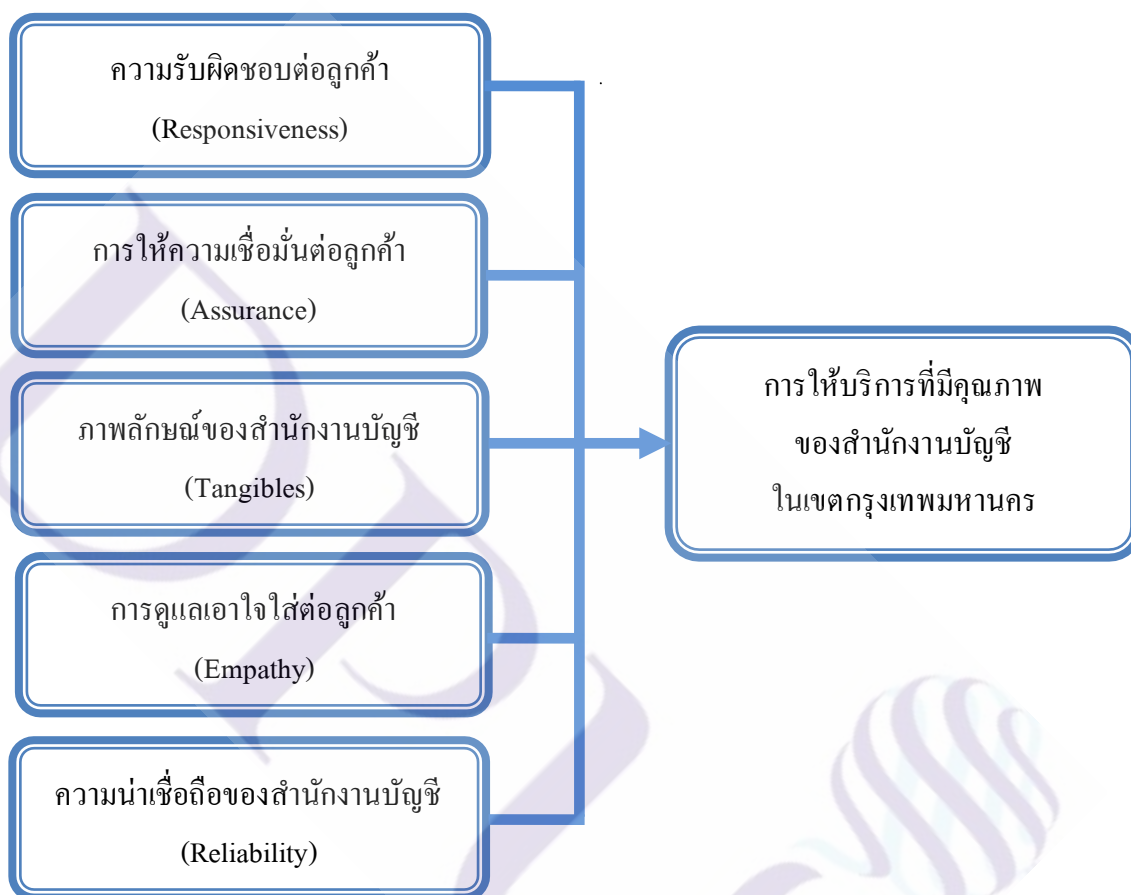 ความรับผิดชอบต่อลูกค้า
(Responsiveness)
การให้ความเชื่อมั่นต่อลูกค้า
(Assurance)
ภาพลักษณ์ของสำนักงานบัญชี
(Tangibles)
การดูแลเอาใจใส่ต่อลูกค้า
(Empathy)
ความน่าเชื่อถือของสำนักงานบัญชี
(Reliability)
การให้บริการที่มีคุณภาพ
ของสำนักงานบัญชี
ในเขตกรุงเทพมหานคร